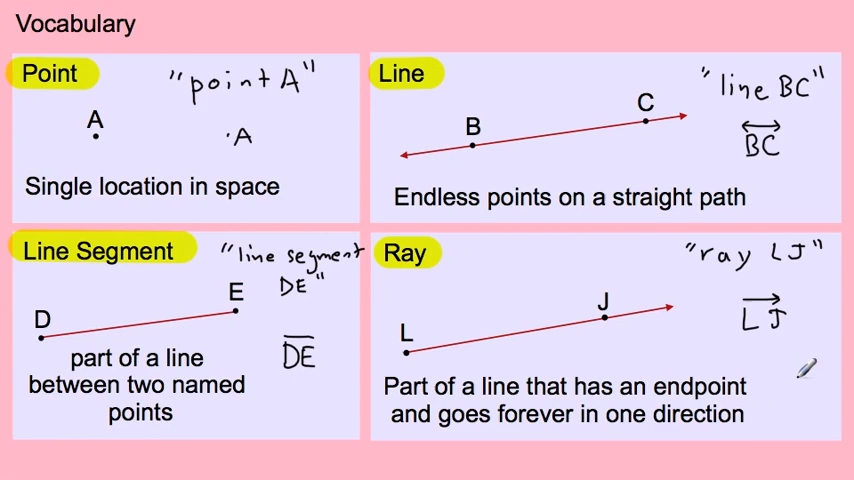 Vocabulary
Point
"point A"
A
·A
Single location in space
Line
"line BC"
B
C
BC
Endless points on a straight path
Line Segment
"line segment
DE"
D
E
DE
part of a line
between two named
points
Ray
"ray LJ"
L
J
LJ
Part of a line that has an endpoint
and goes forever in one direction